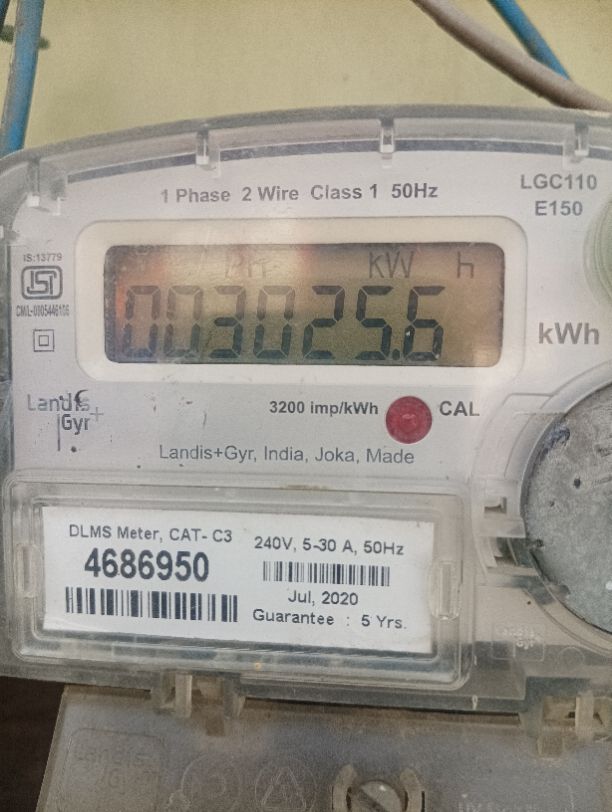 1 Phase 2 Wire Class 1 50Hz
LGC110
E150
IS:13779
kW h
003025.6
kWh
Landis
Gyr+
3200 imp/kWh CAL
Landis+Gyr, India, Joka, Made
DLMS Meter, CAT- C3
4686950
240V, 5-30 A, 50Hz
Jul, 2020
Guarantee : 5 Yrs.